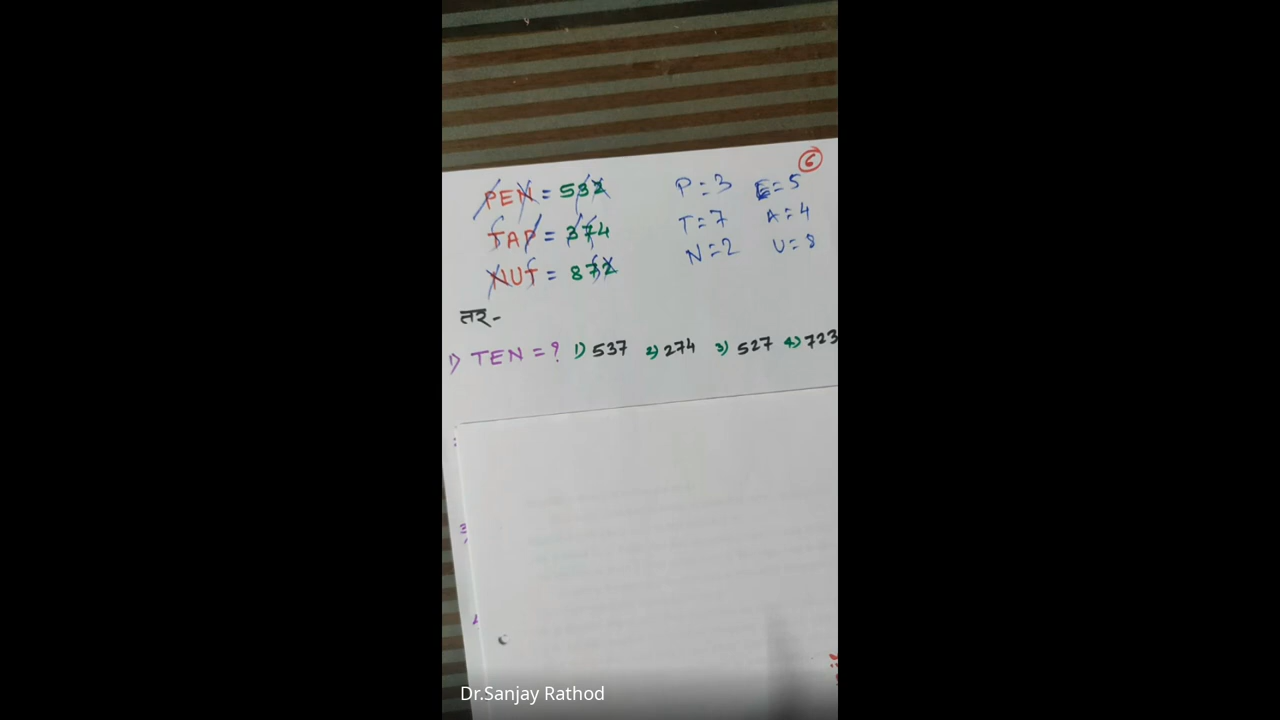 6
PEN = 532 P = 3 E = 5
TAP = 374 T = 7 A = 4
NUT = 872 N = 2 U = 8
तर-
1) TEN = ? 1) 537 2) 274 3) 527 4) 723
Dr.Sanjay Rathod